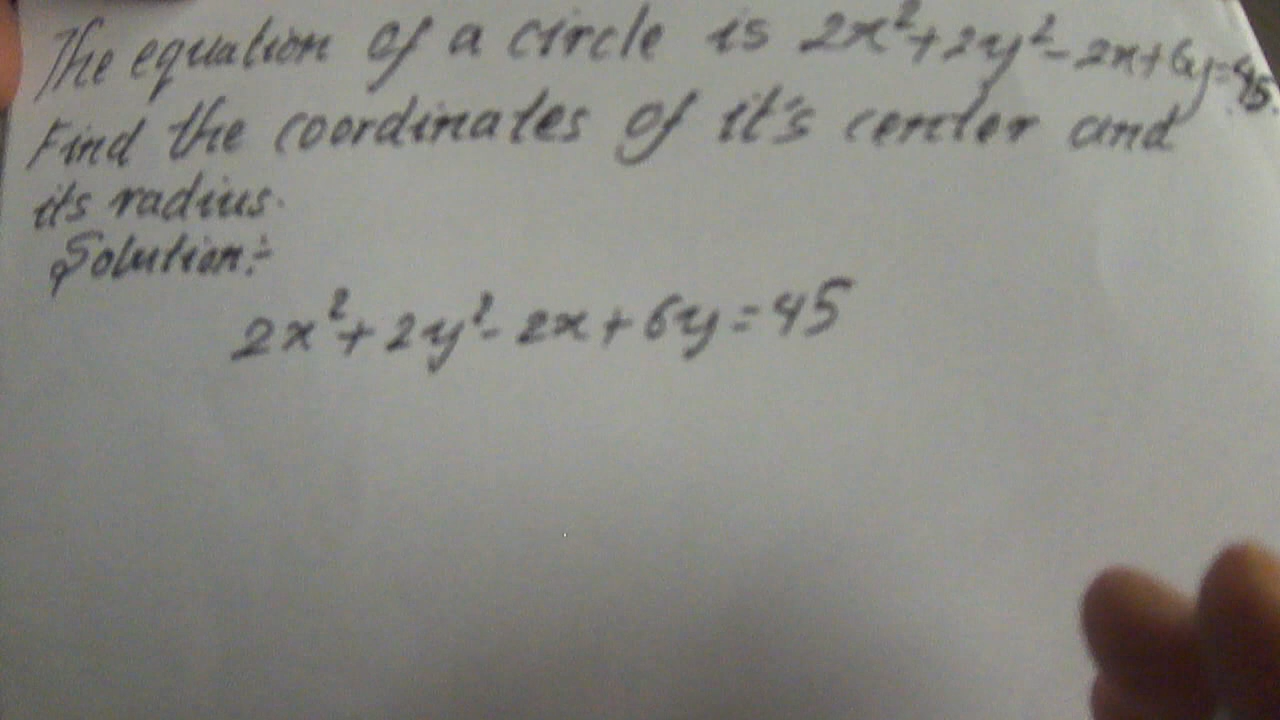 The equation of a circle is 2x²+2y²-2x+6y=45.
Find the coordinates of it's center and
its radius.
Solution:-
2x²+2y²-2x+6y=45